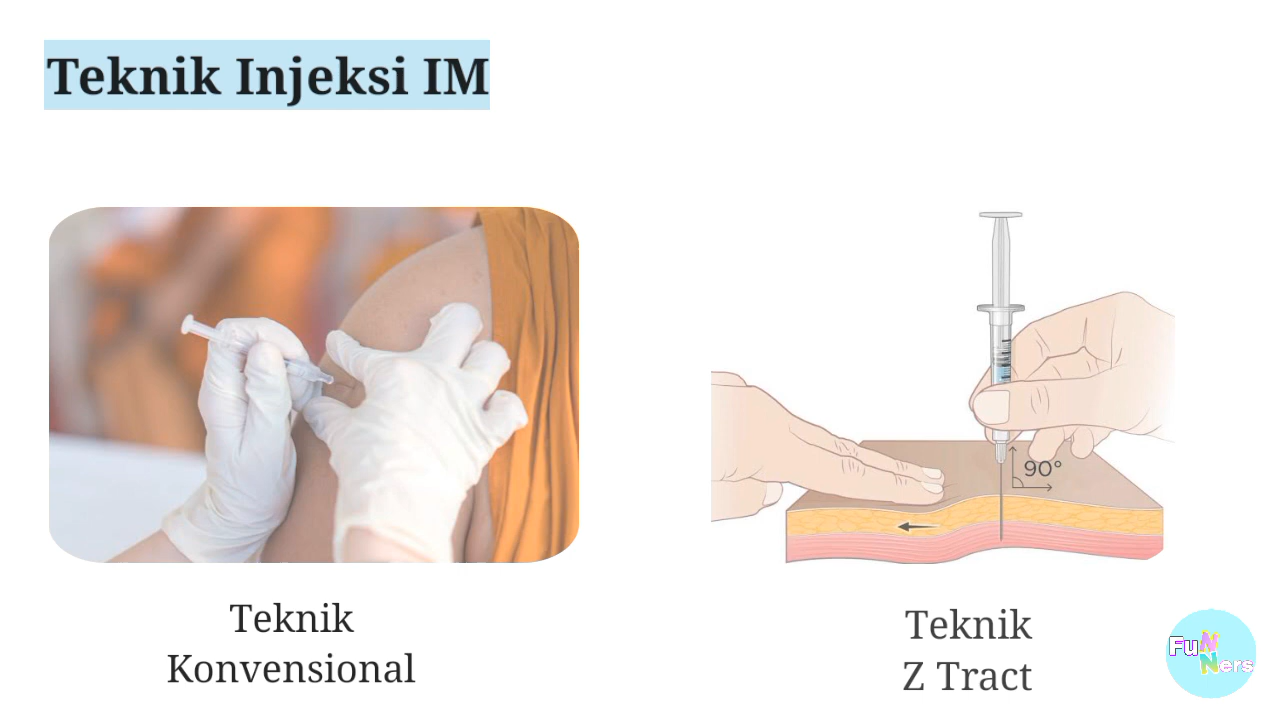 Teknik Injeksi IM
90°
Teknik
Konvensional
Teknik
Z Tract
FuN
Ners